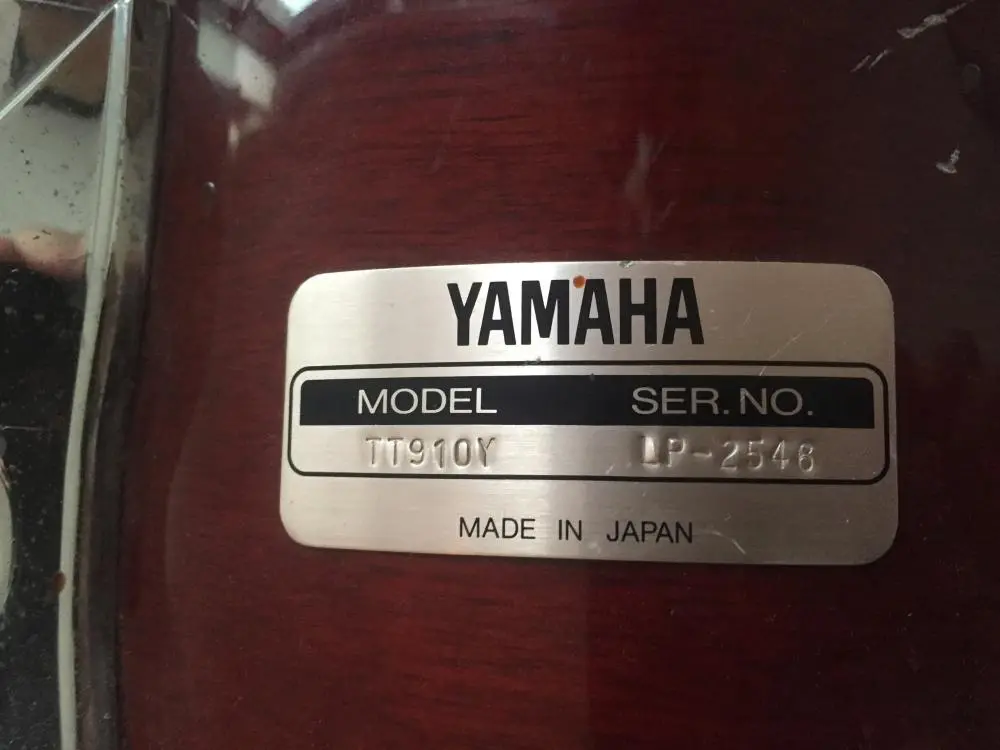 YAMAHA
MODEL SER. NO.
TT910Y LP-2546
MADE IN JAPAN